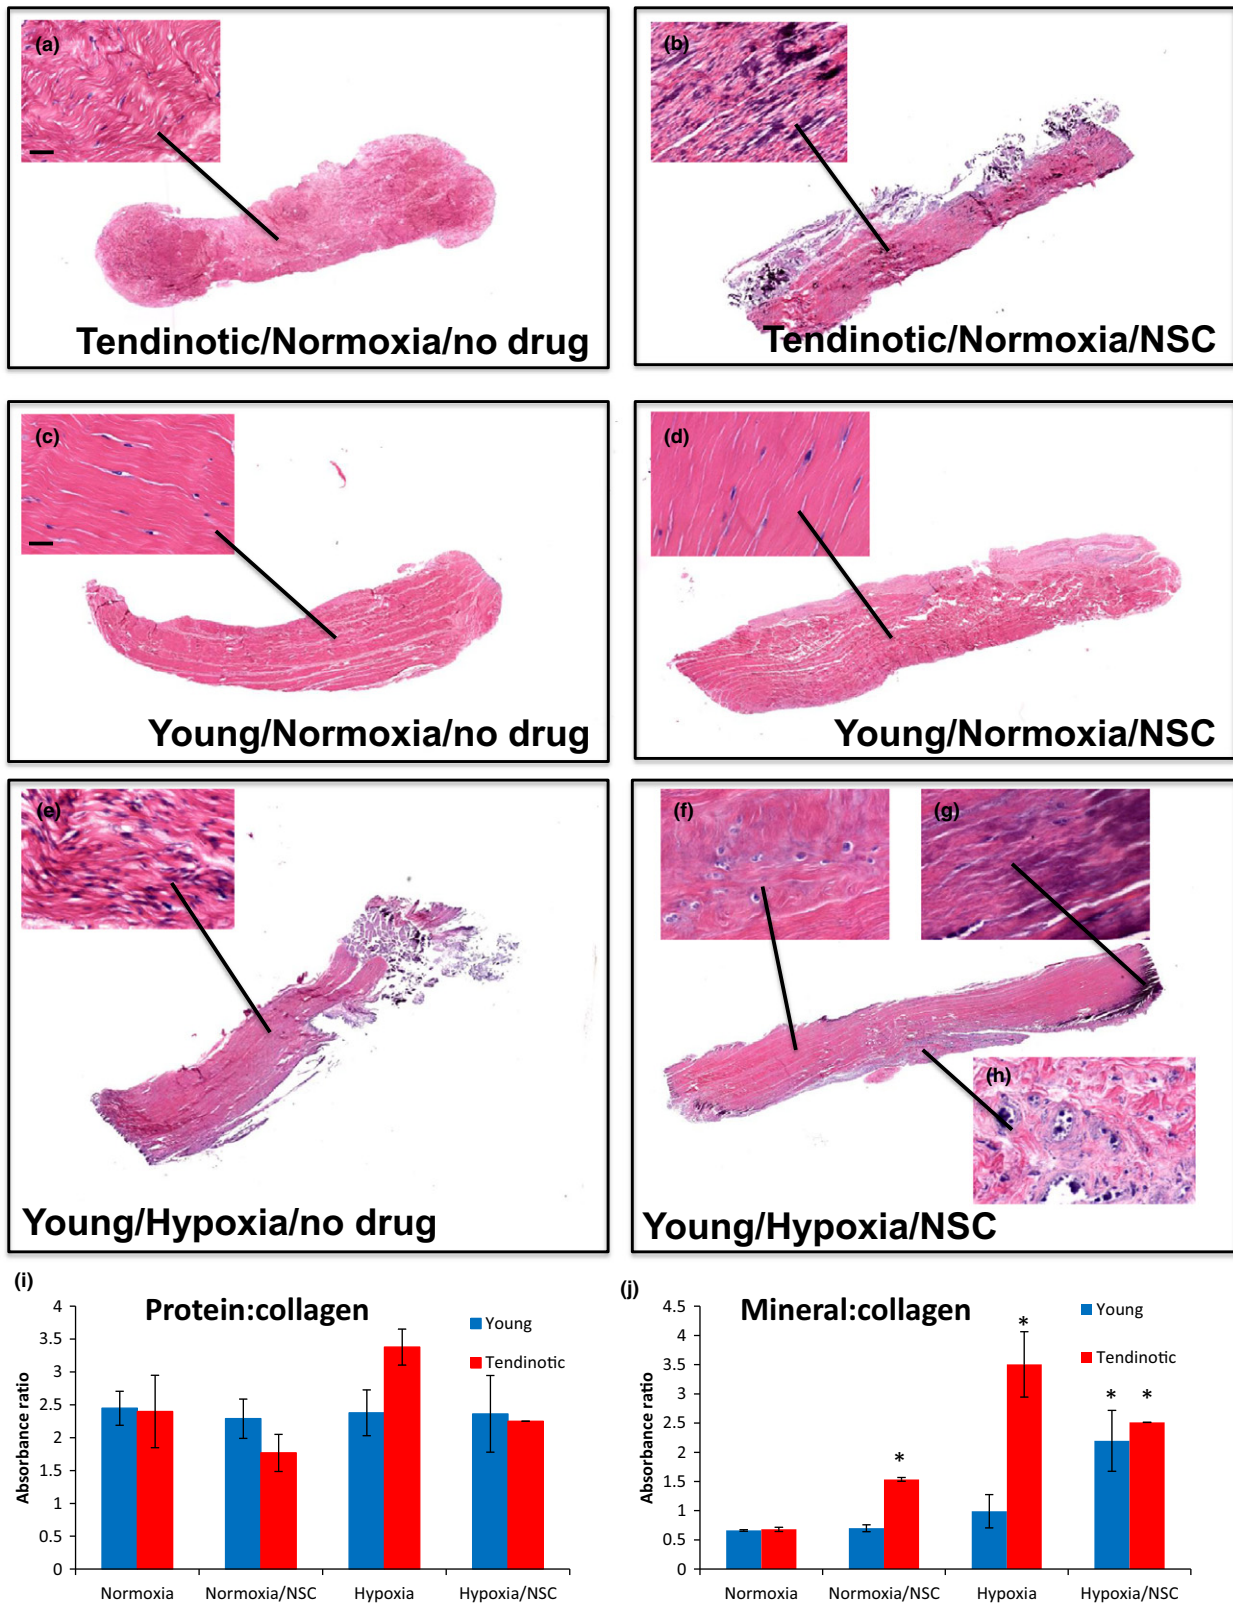 (a)
(b)
Tendinotic/Normoxia/no drug
Tendinotic/Normoxia/NSC
(c)
(d)
Young/Normoxia/no drug
Young/Normoxia/NSC
(e)
(f)
(g)
(h)
Young/Hypoxia/no drug
Young/Hypoxia/NSC
(i)
Protein:collagen
Young
Tendinotic
Absorbance ratio
4
3.5
3
2.5
2
1.5
1
0.5
0
Normoxia
Normoxia/NSC
Hypoxia
Hypoxia/NSC
(j)
Mineral:collagen
Young
Tendinotic
Absorbance ratio
4.5
4
3.5
3
2.5
2
1.5
1
0.5
0
*
*
*
*
Normoxia
Normoxia/NSC
Hypoxia
Hypoxia/NSC